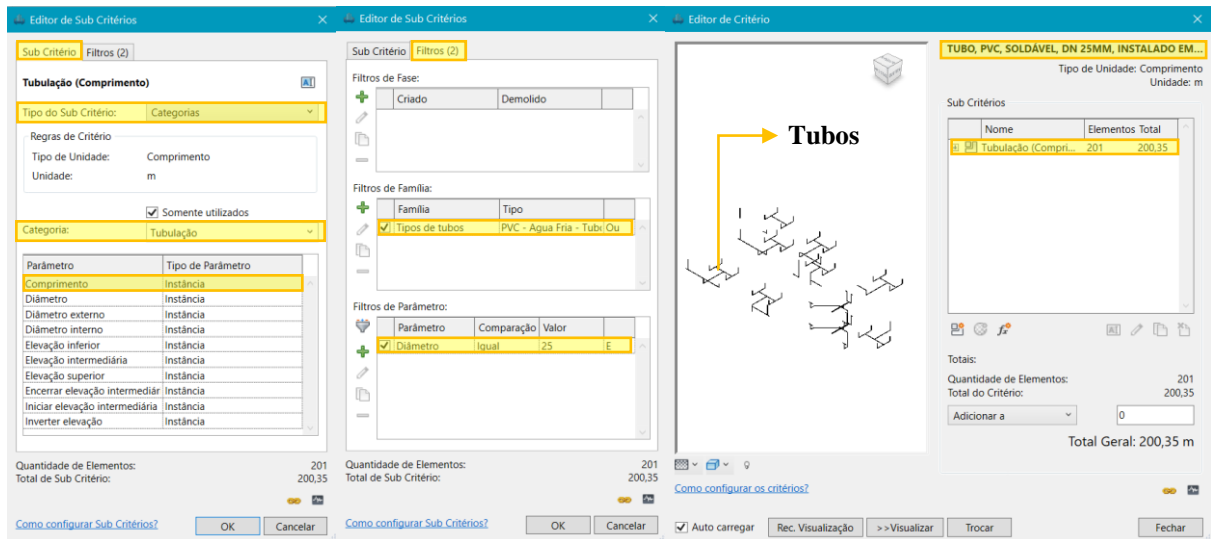 Editor de Sub Critérios
Sub Critério Filtros (2)
Tubulação (Comprimento)
Tipo do Sub Critério: Categorias
Regras de Critério
Tipo de Unidade: Comprimento
Unidade: m
Somente utilizados
Categoria: Tubulação
Parâmetro Tipo de Parâmetro
Comprimento Instância
Diâmetro Instância
Diâmetro externo Instância
Diâmetro interno Instância
Elevação inferior Instância
Elevação intermediária Instância
Elevação superior Instância
Encerrar elevação intermediár Instância
Iniciar elevação intermediária Instância
Inverter elevação Instância
Quantidade de Elementos: 201
Total de Sub Critério: 200,35
Como configurar Sub Critérios?
OK Cancelar
Editor de Sub Critérios
Sub Critério Filtros (2)
Filtros de Fase:
Criado Demolido
Filtros de Família:
Família Tipo
Tipos de tubos PVC - Agua Fria - Tub Ou
Filtros de Parâmetro:
Parâmetro Comparação Valor
Diâmetro Igual 25 E
Quantidade de Elementos: 201
Total de Sub Critério: 200,35
Como configurar Sub Critérios?
OK Cancelar
Editor de Critério
Tubos
Como configurar os critérios?
Auto carregar Rec. Visualização >>Visualizar Trocar Fechar
TUBO, PVC, SOLDÁVEL, DN 25MM, INSTALADO EM...
Tipo de Unidade: Comprimento
Unidade: m
Sub Critérios
Nome Elementos Total
Tubulação (Compri... 201 200,35
Totais:
Quantidade de Elementos: 201
Total do Critério: 200,35
Adicionar a 0
Total Geral: 200,35 m